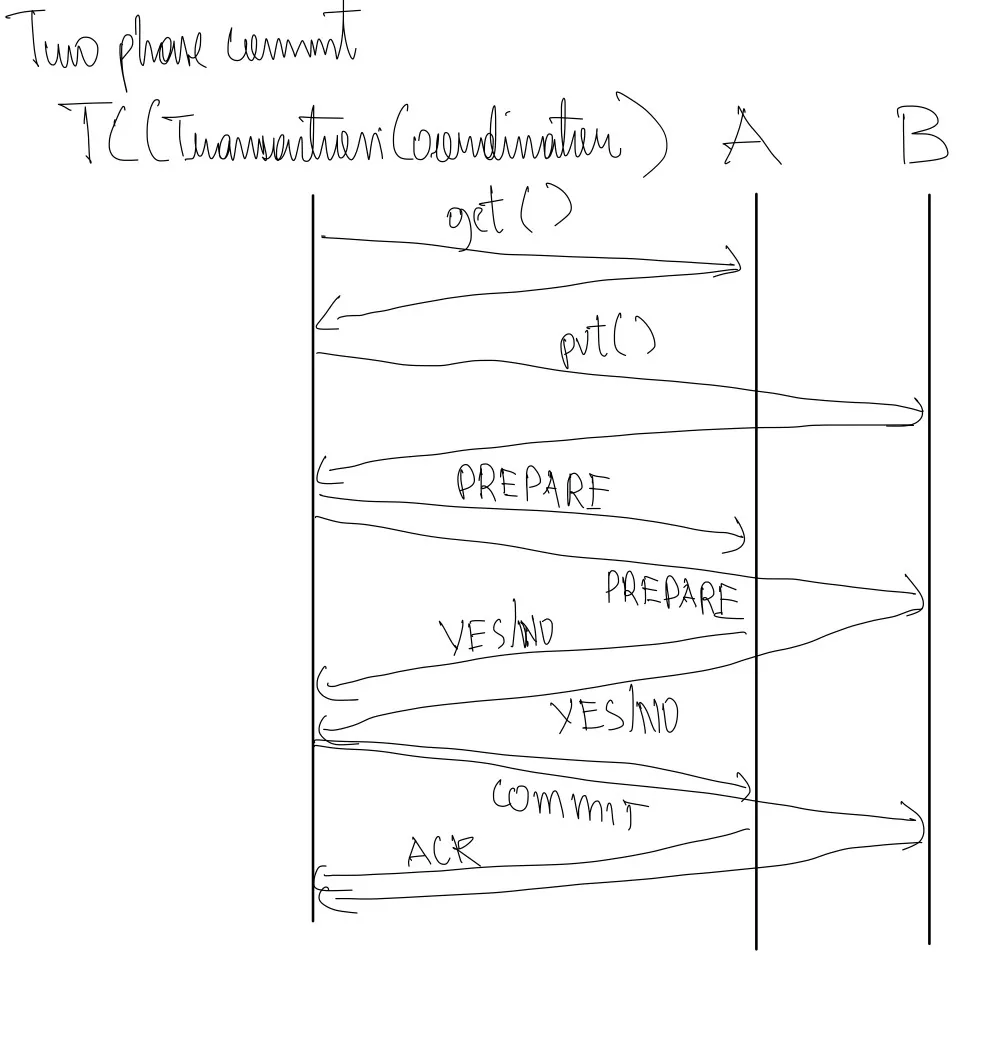 Two phase commit
TC (Transaction Coordinator) A B
get()
put()
PREPARE
PREPARE
YES/NO
YES/NO
COMMIT
ACK